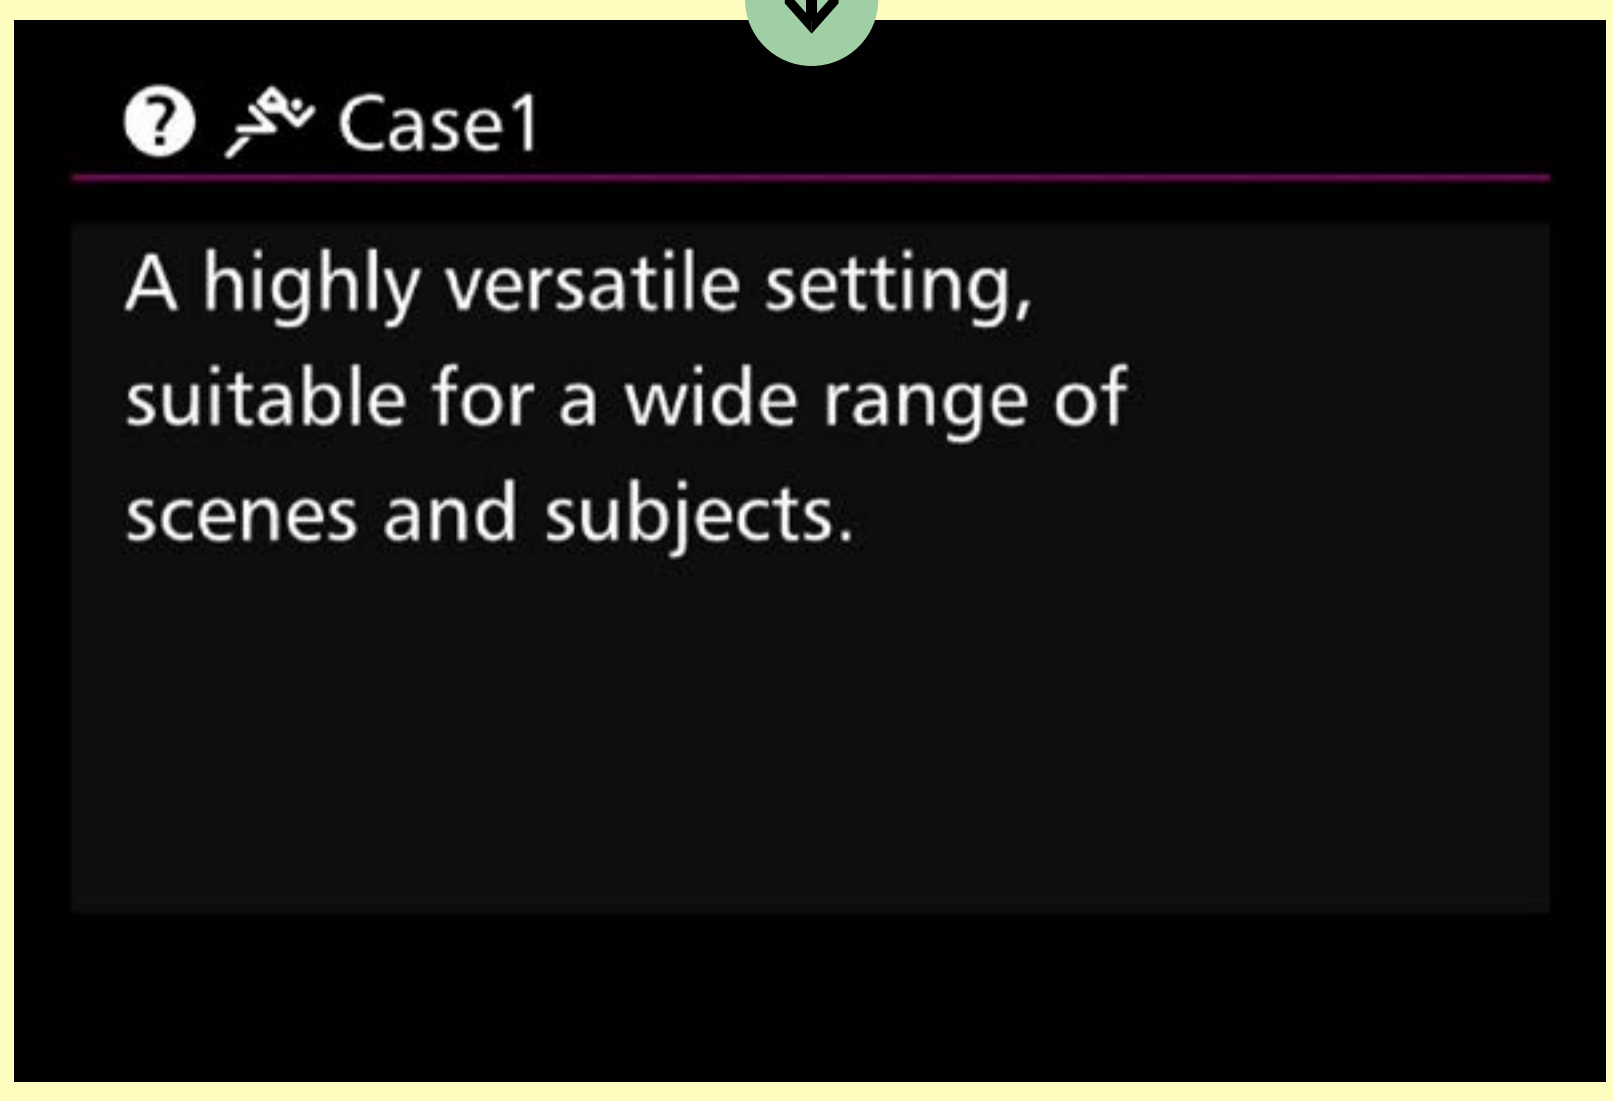 ? Case1
A highly versatile setting,
suitable for a wide range of
scenes and subjects.